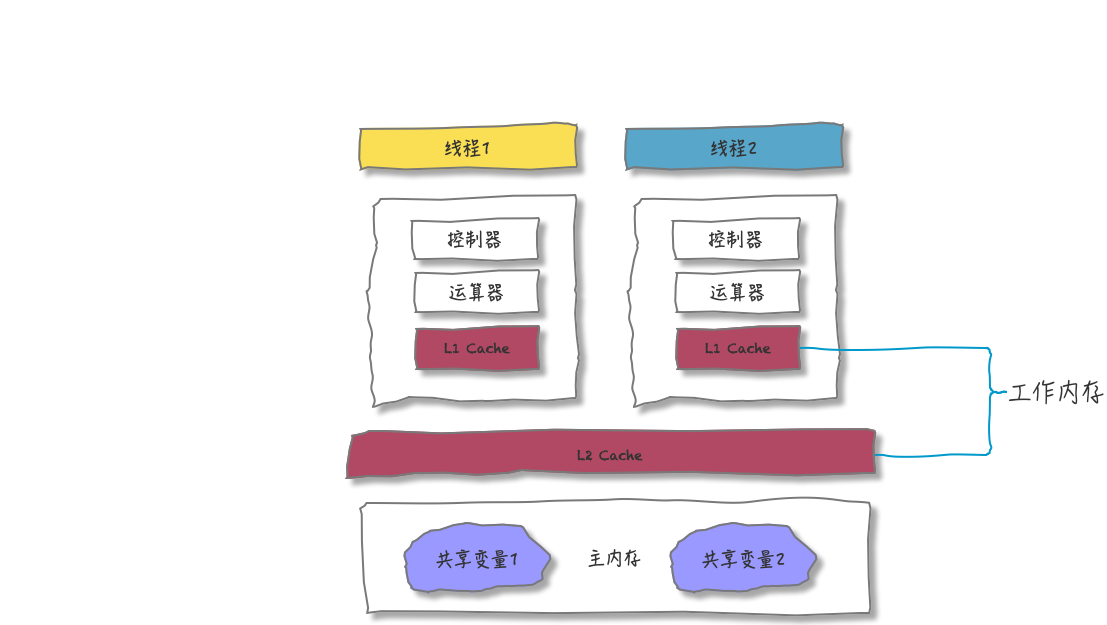 线程1
线程2
控制器
控制器
运算器
运算器
L1 Cache
L1 Cache
工作内存
L2 Cache
共享变量1
主内存
共享变量2